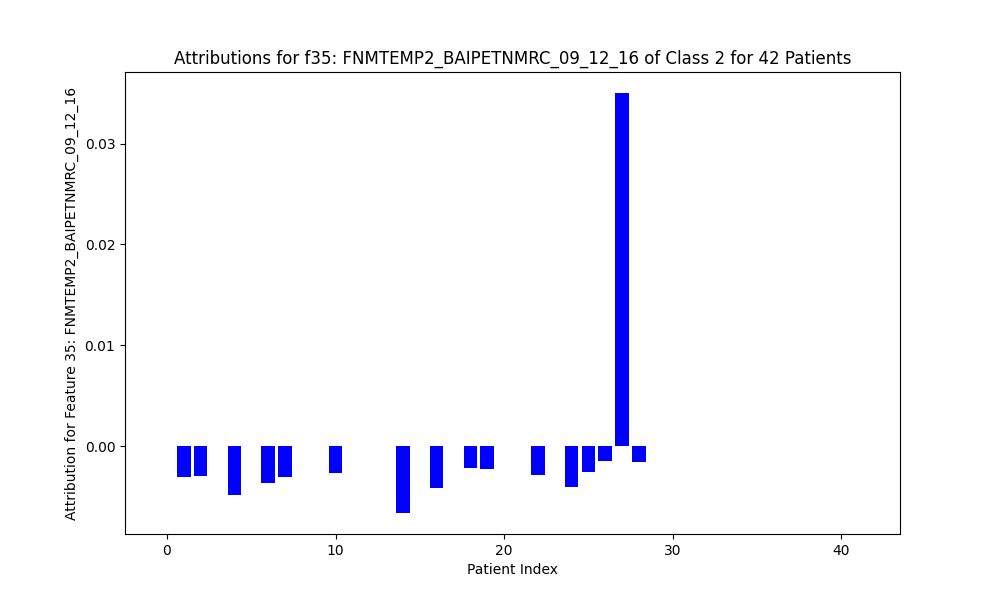 Attributions for f35: FNMTEMP2_BAIPETNMRC_09_12_16 of Class 2 for 42 Patients
Attribution for Feature 35: FNMTEMP2_BAIPETNMRC_09_12_16
0.03
0.02
0.01
0.00
0 10 20 30 40
Patient Index